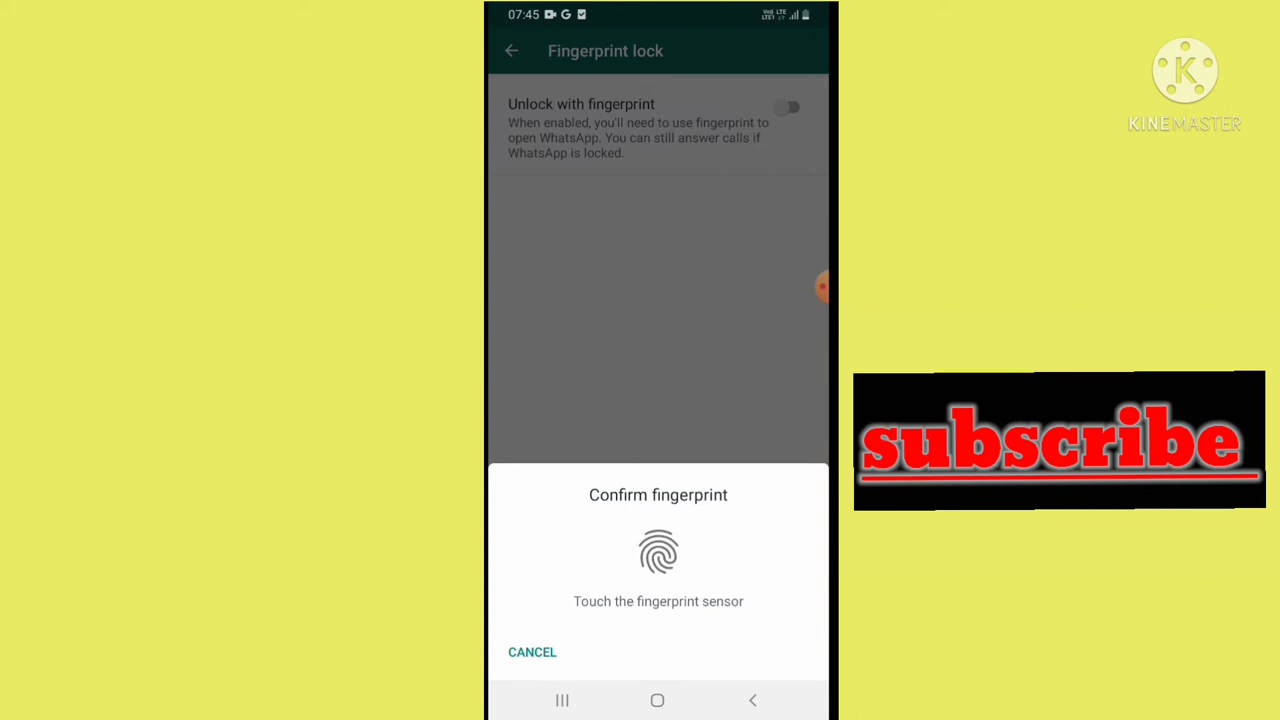 07:45
Fingerprint lock
Unlock with fingerprint
When enabled, you'll need to use fingerprint to
open WhatsApp. You can still answer calls if
WhatsApp is locked.
Confirm fingerprint
Touch the fingerprint sensor
CANCEL
K
KINEMASTER
subscribe